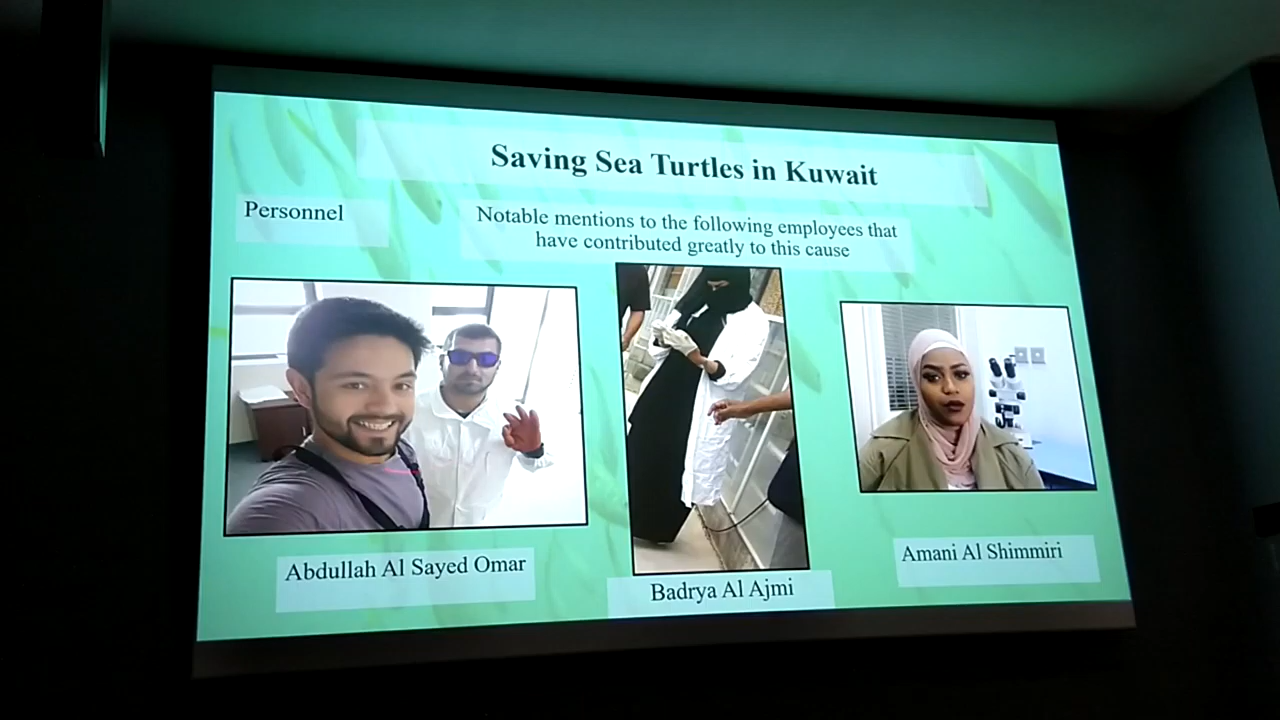 Saving Sea Turtles in Kuwait
Personnel
Notable mentions to the following employees that
have contributed greatly to this cause
Abdullah Al Sayed Omar
Badrya Al Ajmi
Amani Al Shimmiri